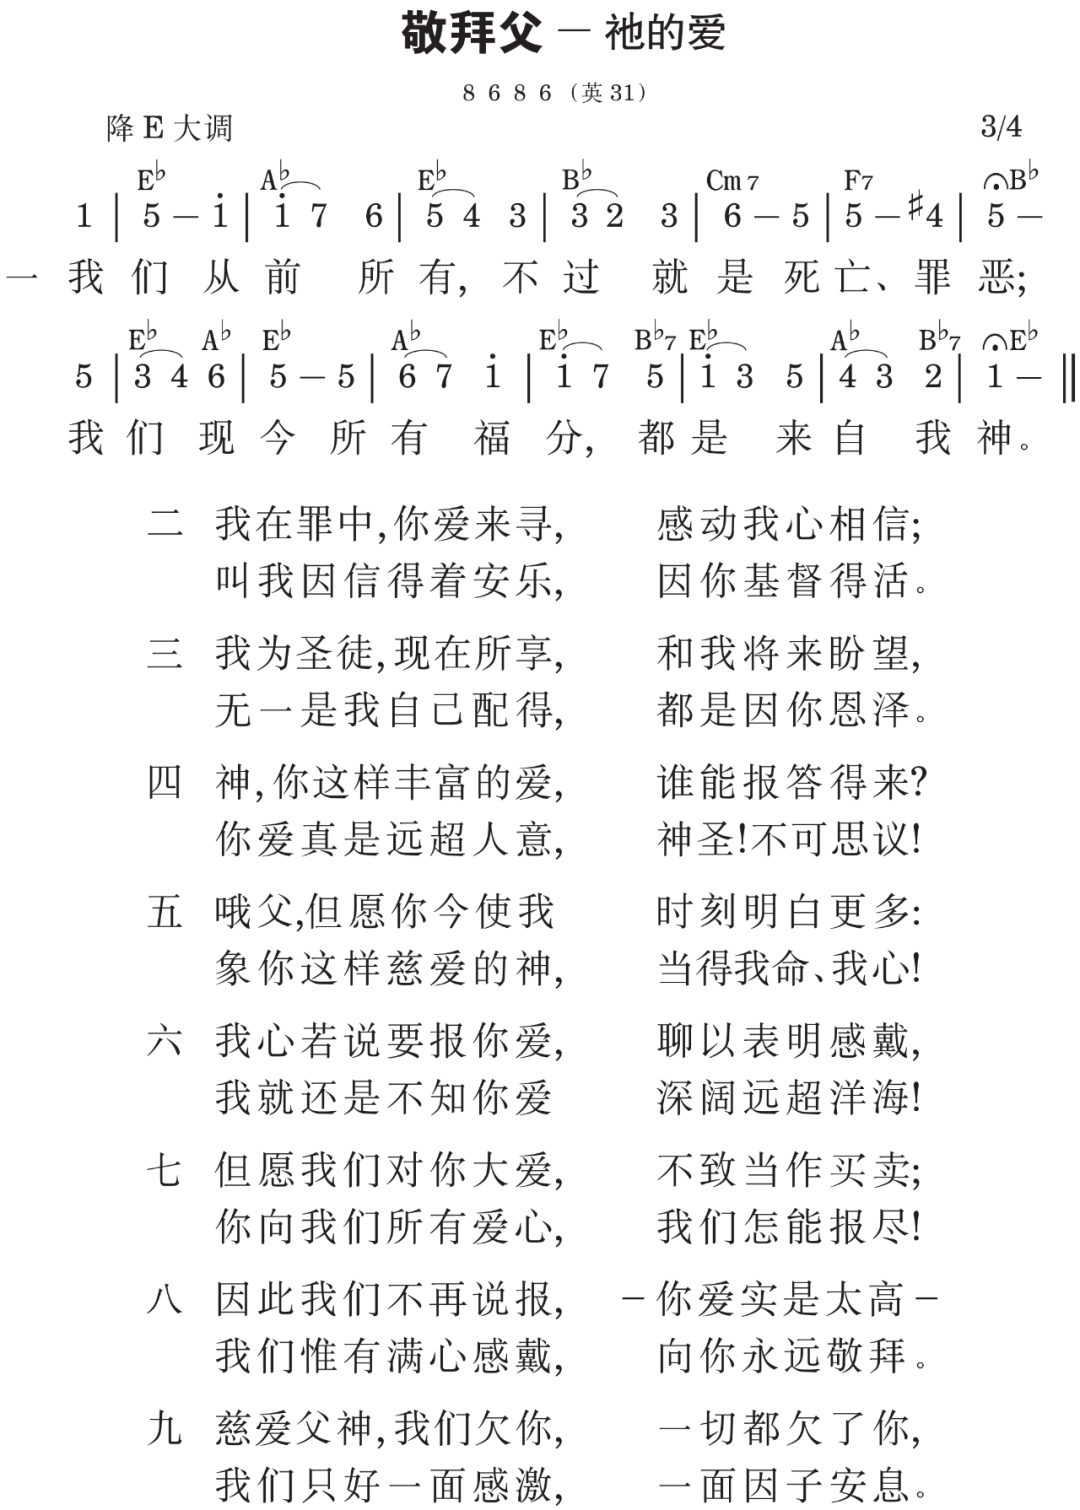 敬拜父 — 祂的爱
8 6 8 6 (英31)
降E大调 3/4
E♭ A♭ E♭ B♭ Cm7 F7 B♭
1 | 5 – i | i 7 6 | 5 4 3 | 3 2 3 | 6 – 5 | 5 – ♯4 | 5 –
一 我们从前所有,不过就是死亡、罪恶;
E♭ A♭ E♭ A♭ E♭ B♭7 E♭ A♭ B♭7 E♭
5 | 3 4 6 | 5 – 5 | 6 7 i | i 7 5 | i 3 5 | 4 3 2 | 1 – ‖
我们现今所有福分,都是来自我神。
二 我在罪中,你爱来寻, 感动我心相信;
叫我因信得着安乐, 因你基督得活。
三 我为圣徒,现在所享, 和我将来盼望,
无一是我自己配得, 都是因你恩泽。
四 神,你这样丰富的爱, 谁能报答得来?
你爱真是远超人意, 神圣!不可思议!
五 哦父,但愿你今使我 时刻明白更多:
象你这样慈爱的神, 当得我命、我心!
六 我心若说要报你爱, 聊以表明感戴,
我就还是不知你爱 深阔远超洋海!
七 但愿我们对你大爱, 不致当作买卖;
你向我们所有爱心, 我们怎能报尽!
八 因此我们不再说报, –你爱实是太高–
我们惟有满心感戴, 向你永远敬拜。
九 慈爱父神,我们欠你, 一切都欠了你,
我们只好一面感激, 一面因子安息。